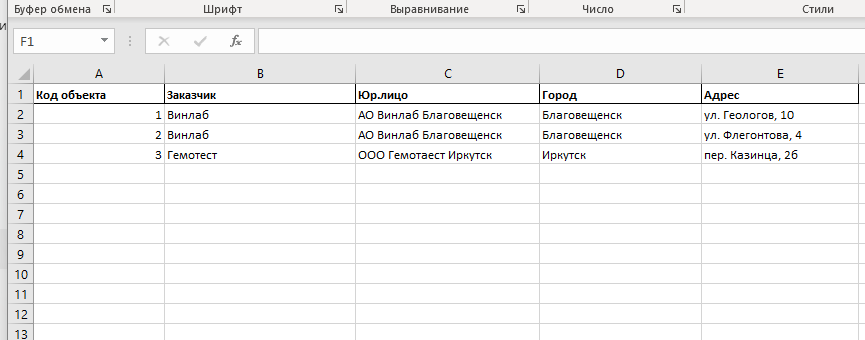 Буфер обмена Шрифт Выравнивание Число Стили
и
F1 fx
A B C D E
1 Код объекта Заказчик Юр.лицо Город Адрес
2 1 Винлаб АО Винлаб Благовещенск Благовещенск ул. Геологов, 10
3 2 Винлаб АО Винлаб Благовещенск Благовещенск ул. Флегонтова, 4
4 3 Гемотест ООО Гемотаест Иркутск Иркутск пер. Казинца, 2б
5
6
7
8
9
10
11
12
13